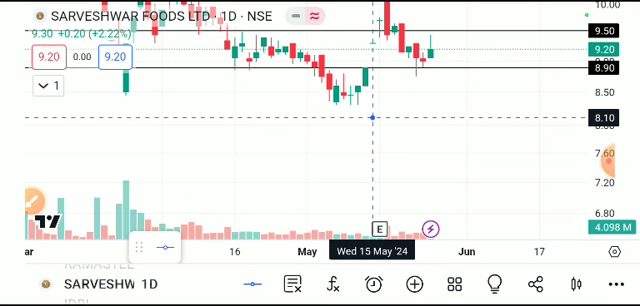 SARVESHWAR FOODS LTD. · 1D · NSE
10.00
9.30 +0.20 (+2.22%)
9.50
9.20 0.00 9.20
9.20
8.90
1
8.50
8.10
8.00
7.60
7.20
6.80
E
4.098 M
ar 16 May Wed 15 May '24 Jun 17
SARVESHW 1D